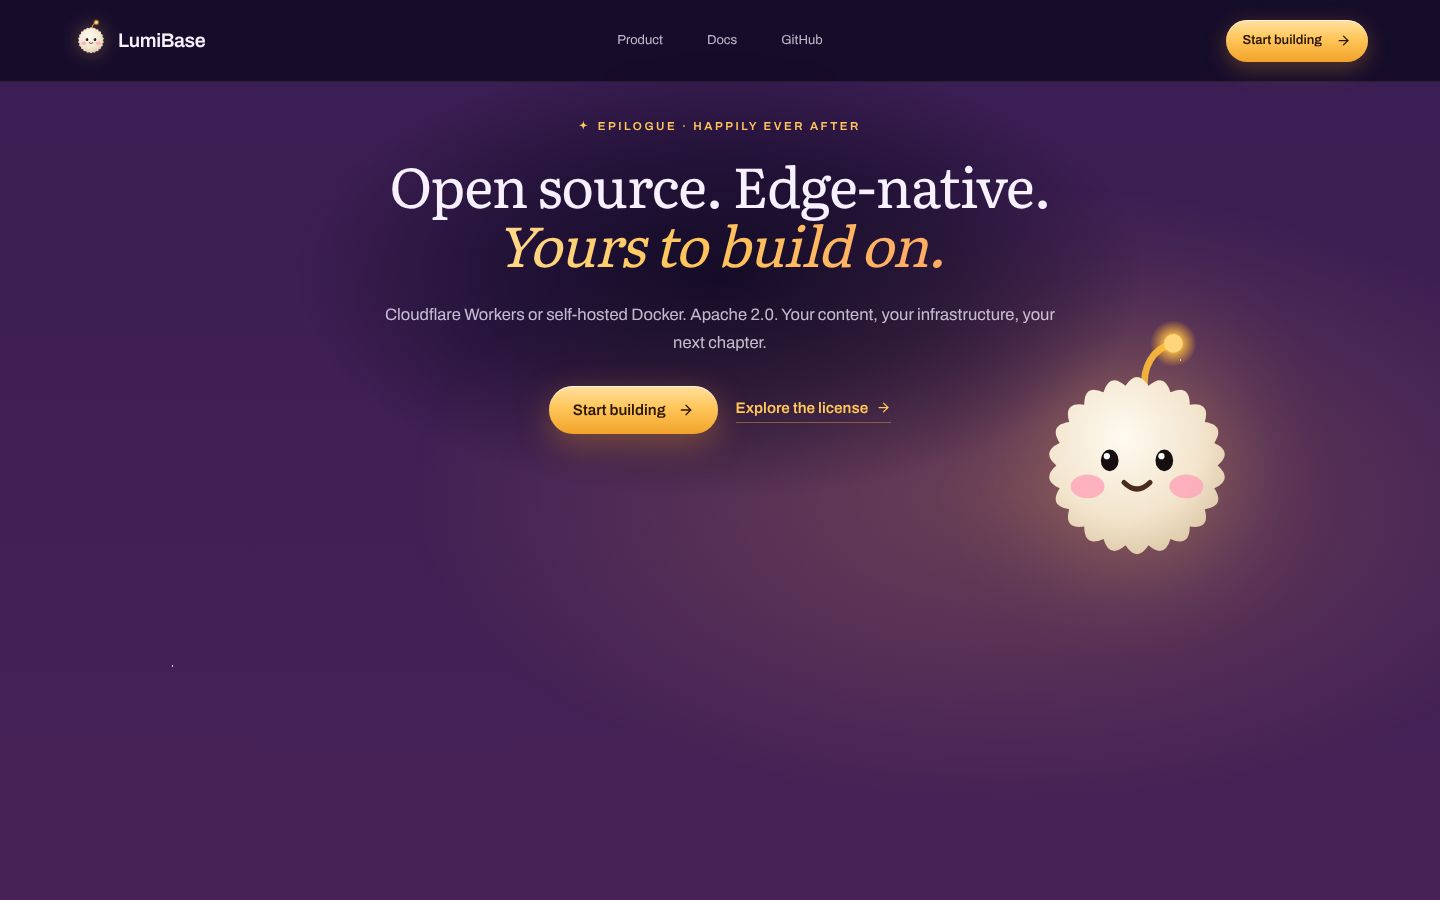 LumiBase
Product
Docs
GitHub
Start building →
✦ EPILOGUE · HAPPILY EVER AFTER
Open source. Edge-native.
Yours to build on.
Cloudflare Workers or self-hosted Docker. Apache 2.0. Your content, your infrastructure, your
next chapter.
Start building →
Explore the license →